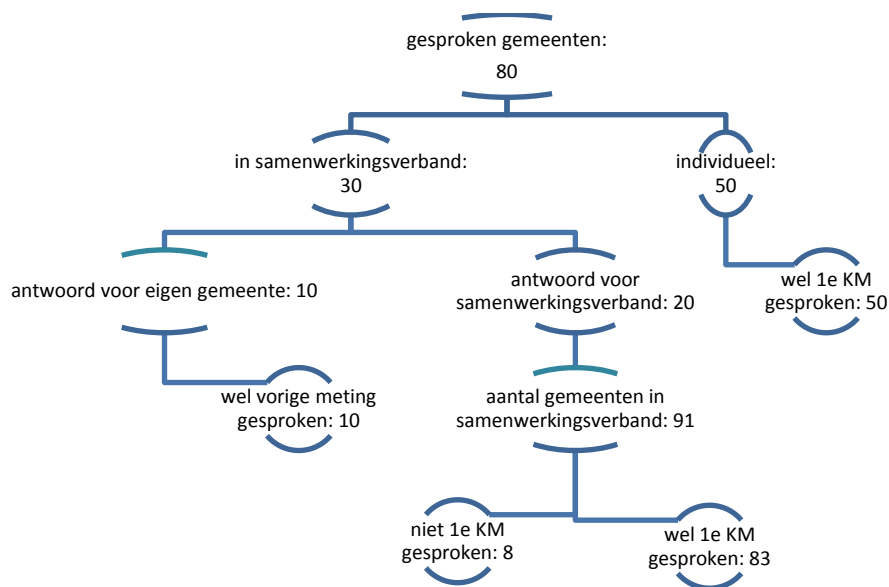 gesproken gemeenten:
80
in samenwerkingsverband:
30
individueel:
50
antwoord voor eigen gemeente: 10
antwoord voor
samenwerkingsverband: 20
wel 1e KM
gesproken: 50
wel vorige meting
gesproken: 10
aantal gemeenten in
samenwerkingsverband: 91
niet 1e KM
gesproken: 8
wel 1e KM
gesproken: 83